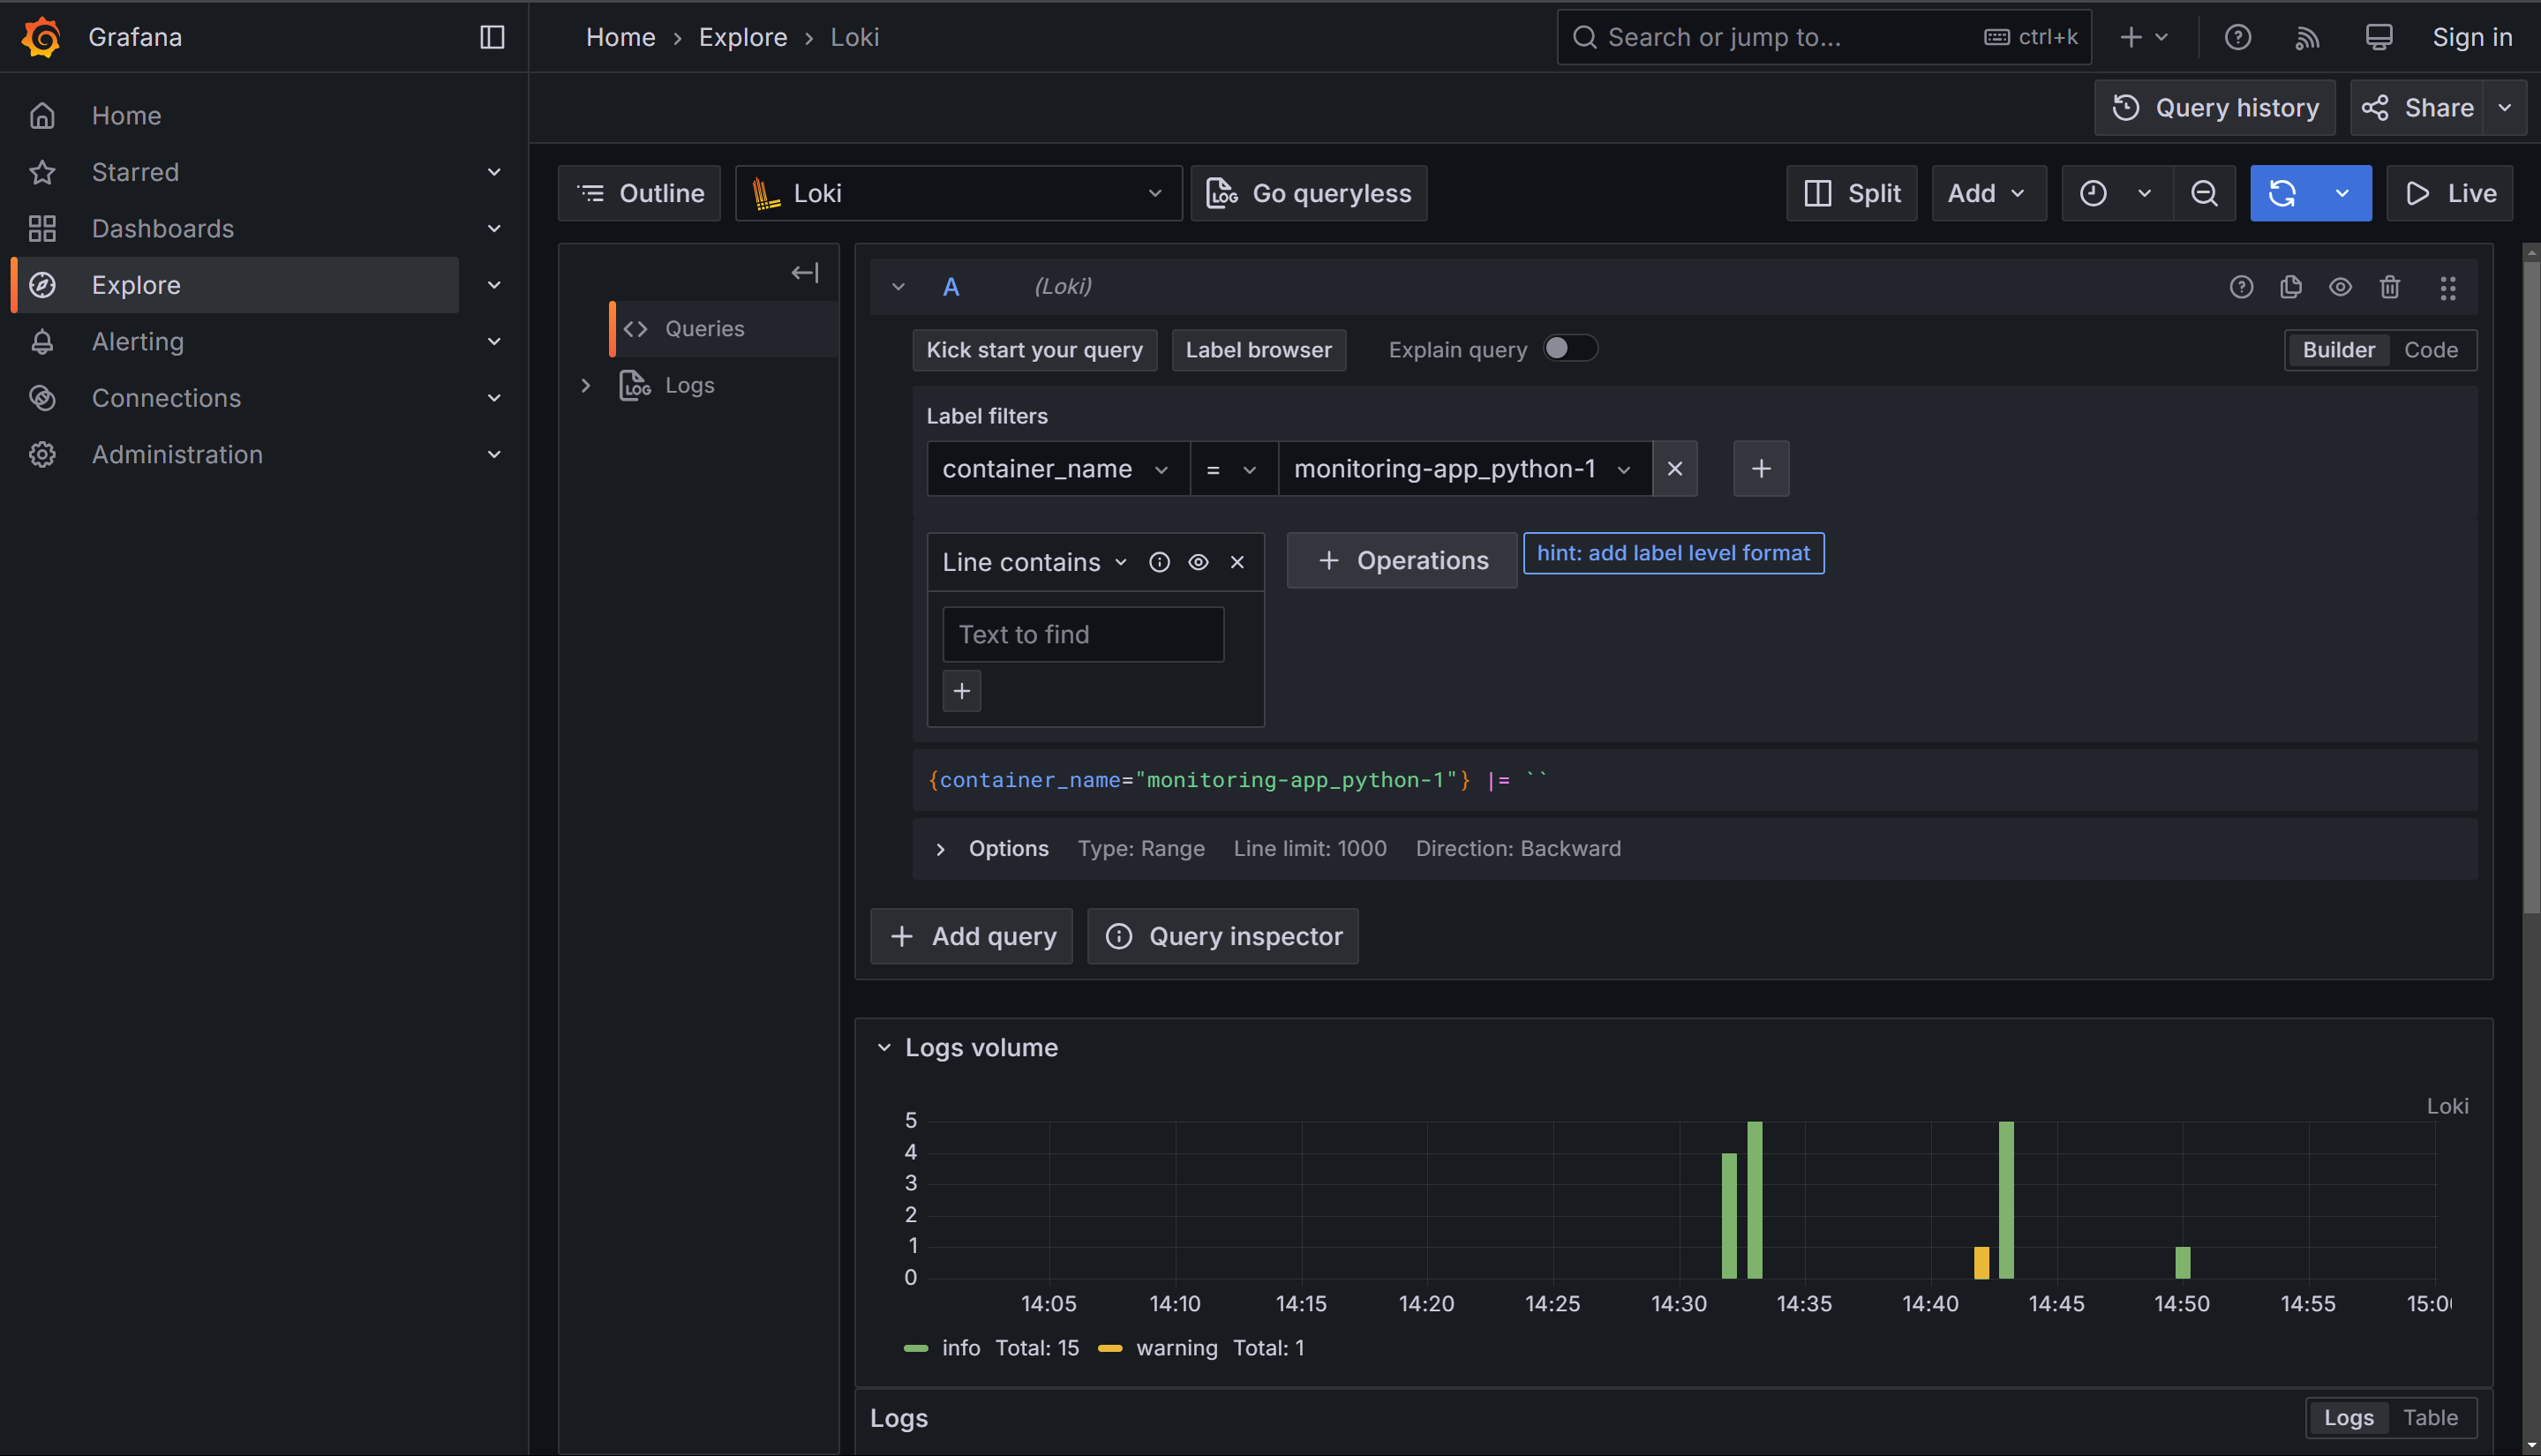 Grafana
Home › Explore › Loki
Search or jump to...
ctrl+k
Sign in
Home
Starred
Dashboards
Explore
Alerting
Connections
Administration
Query history
Share
Outline
Loki
Go queryless
Split
Add
Live
Queries
Logs
A
(Loki)
Kick start your query
Label browser
Explain query
Builder
Code
Label filters
container_name
=
monitoring-app_python-1
Line contains
Operations
hint: add label level format
Text to find
{container_name="monitoring-app_python-1"} |= ``
Options Type: Range Line limit: 1000 Direction: Backward
Add query
Query inspector
Logs volume
Loki
5
4
3
2
1
0
14:05 14:10 14:15 14:20 14:25 14:30 14:35 14:40 14:45 14:50 14:55 15:0
info Total: 15 warning Total: 1
Logs
Logs
Table